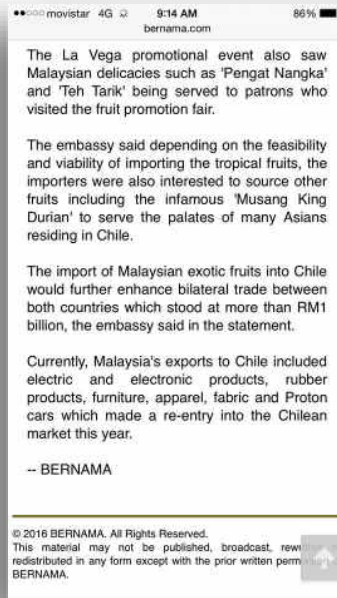 movistar 4G 9:14 AM 86%
bernama.com
The La Vega promotional event also saw
Malaysian delicacies such as 'Pengat Nangka'
and 'Teh Tarik' being served to patrons who
visited the fruit promotion fair.
The embassy said depending on the feasibility
and viability of importing the tropical fruits, the
importers were also interested to source other
fruits including the infamous 'Musang King
Durian' to serve the palates of many Asians
residing in Chile.
The import of Malaysian exotic fruits into Chile
would further enhance bilateral trade between
both countries which stood at more than RM1
billion, the embassy said in the statement.
Currently, Malaysia's exports to Chile included
electric and electronic products, rubber
products, furniture, apparel, fabric and Proton
cars which made a re-entry into the Chilean
market this year.
-- BERNAMA
© 2016 BERNAMA. All Rights Reserved.
This material may not be published, broadcast,
redistributed in any form except with the prior written
BERNAMA.